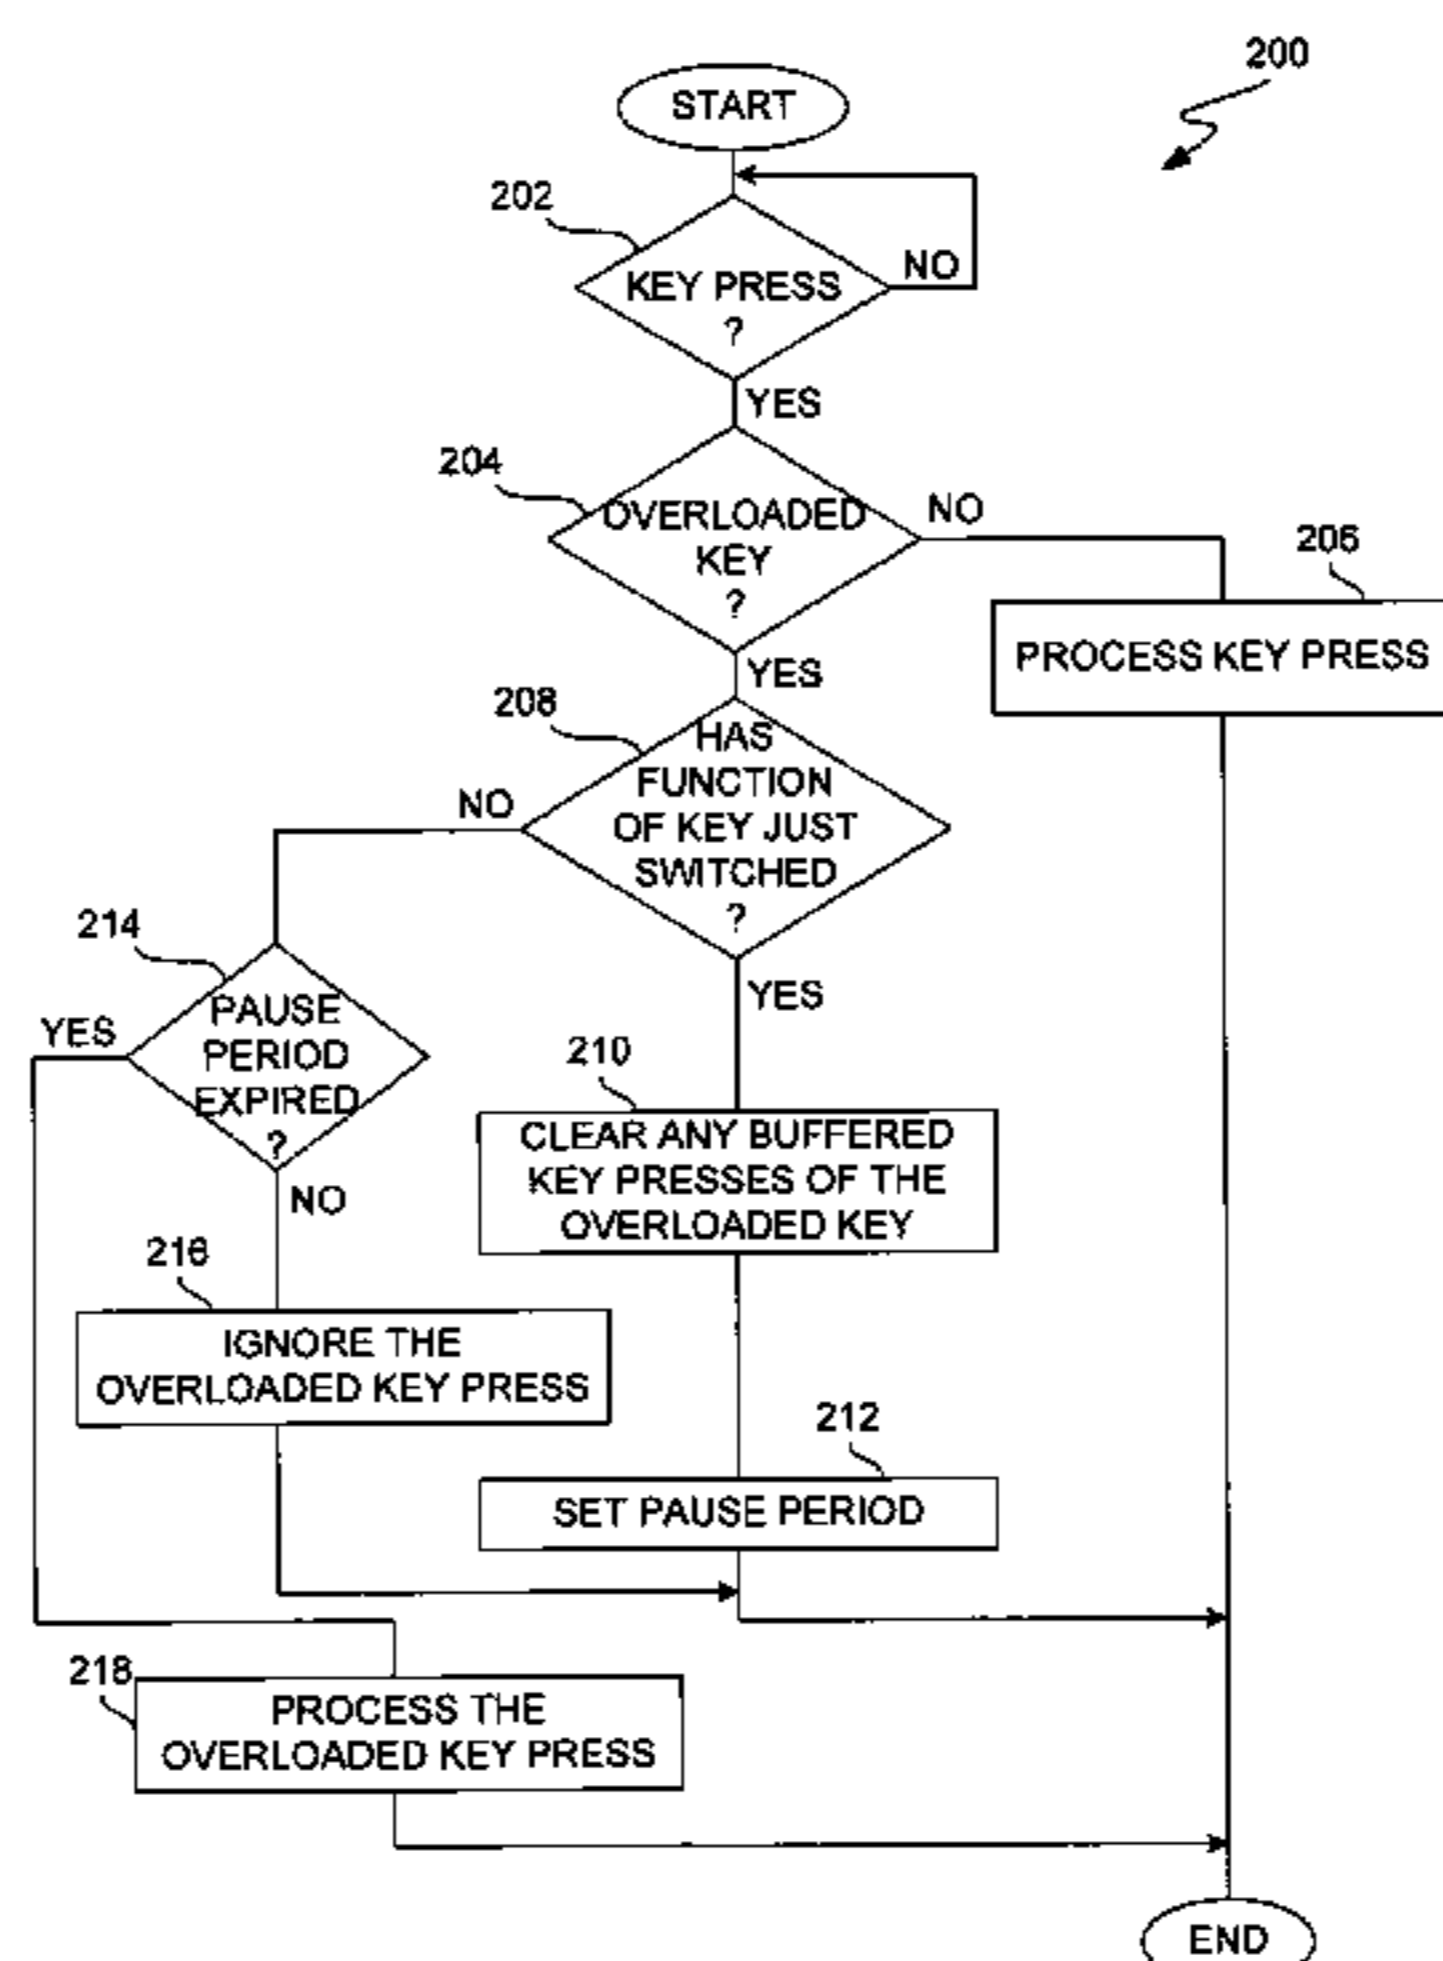 200
START
202
KEY PRESS
?
NO
YES
204
OVERLOADED
KEY
?
NO
206
PROCESS KEY PRESS
YES
208
HAS
FUNCTION
OF KEY JUST
SWITCHED
?
NO
YES
214
PAUSE
PERIOD
EXPIRED
?
YES
NO
210
CLEAR ANY BUFFERED
KEY PRESSES OF THE
OVERLOADED KEY
216
IGNORE THE
OVERLOADED KEY PRESS
212
SET PAUSE PERIOD
218
PROCESS THE
OVERLOADED KEY PRESS
END